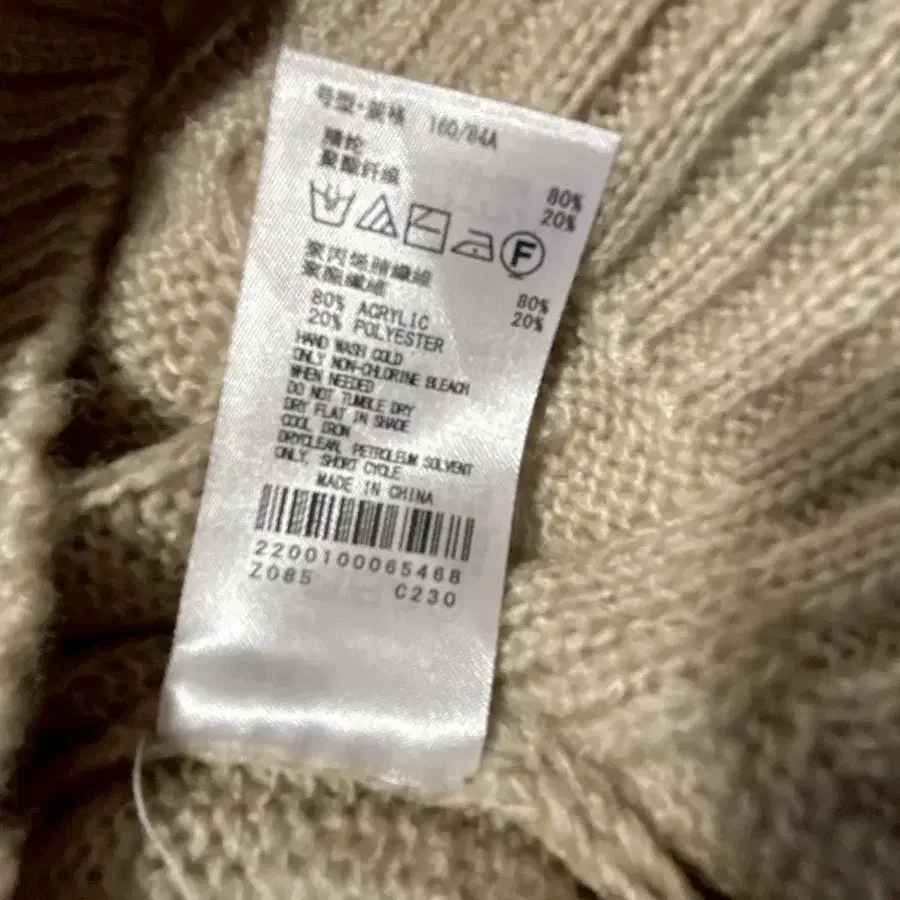 号型·规格 160/84A
腈纶 80%
聚酯纤维 20%
F
聚丙烯腈纖維 80%
聚酯纖維 20%
80% ACRYLIC
20% POLYESTER
HAND WASH COLD
ONLY NON-CHLORINE BLEACH
WHEN NEEDED
DO NOT TUMBLE DRY
DRY FLAT IN SHADE
COOL IRON
DRYCLEAN, PETROLEUM SOLVENT
ONLY, SHORT CYCLE
MADE IN CHINA
2200100065468
Z085 C230